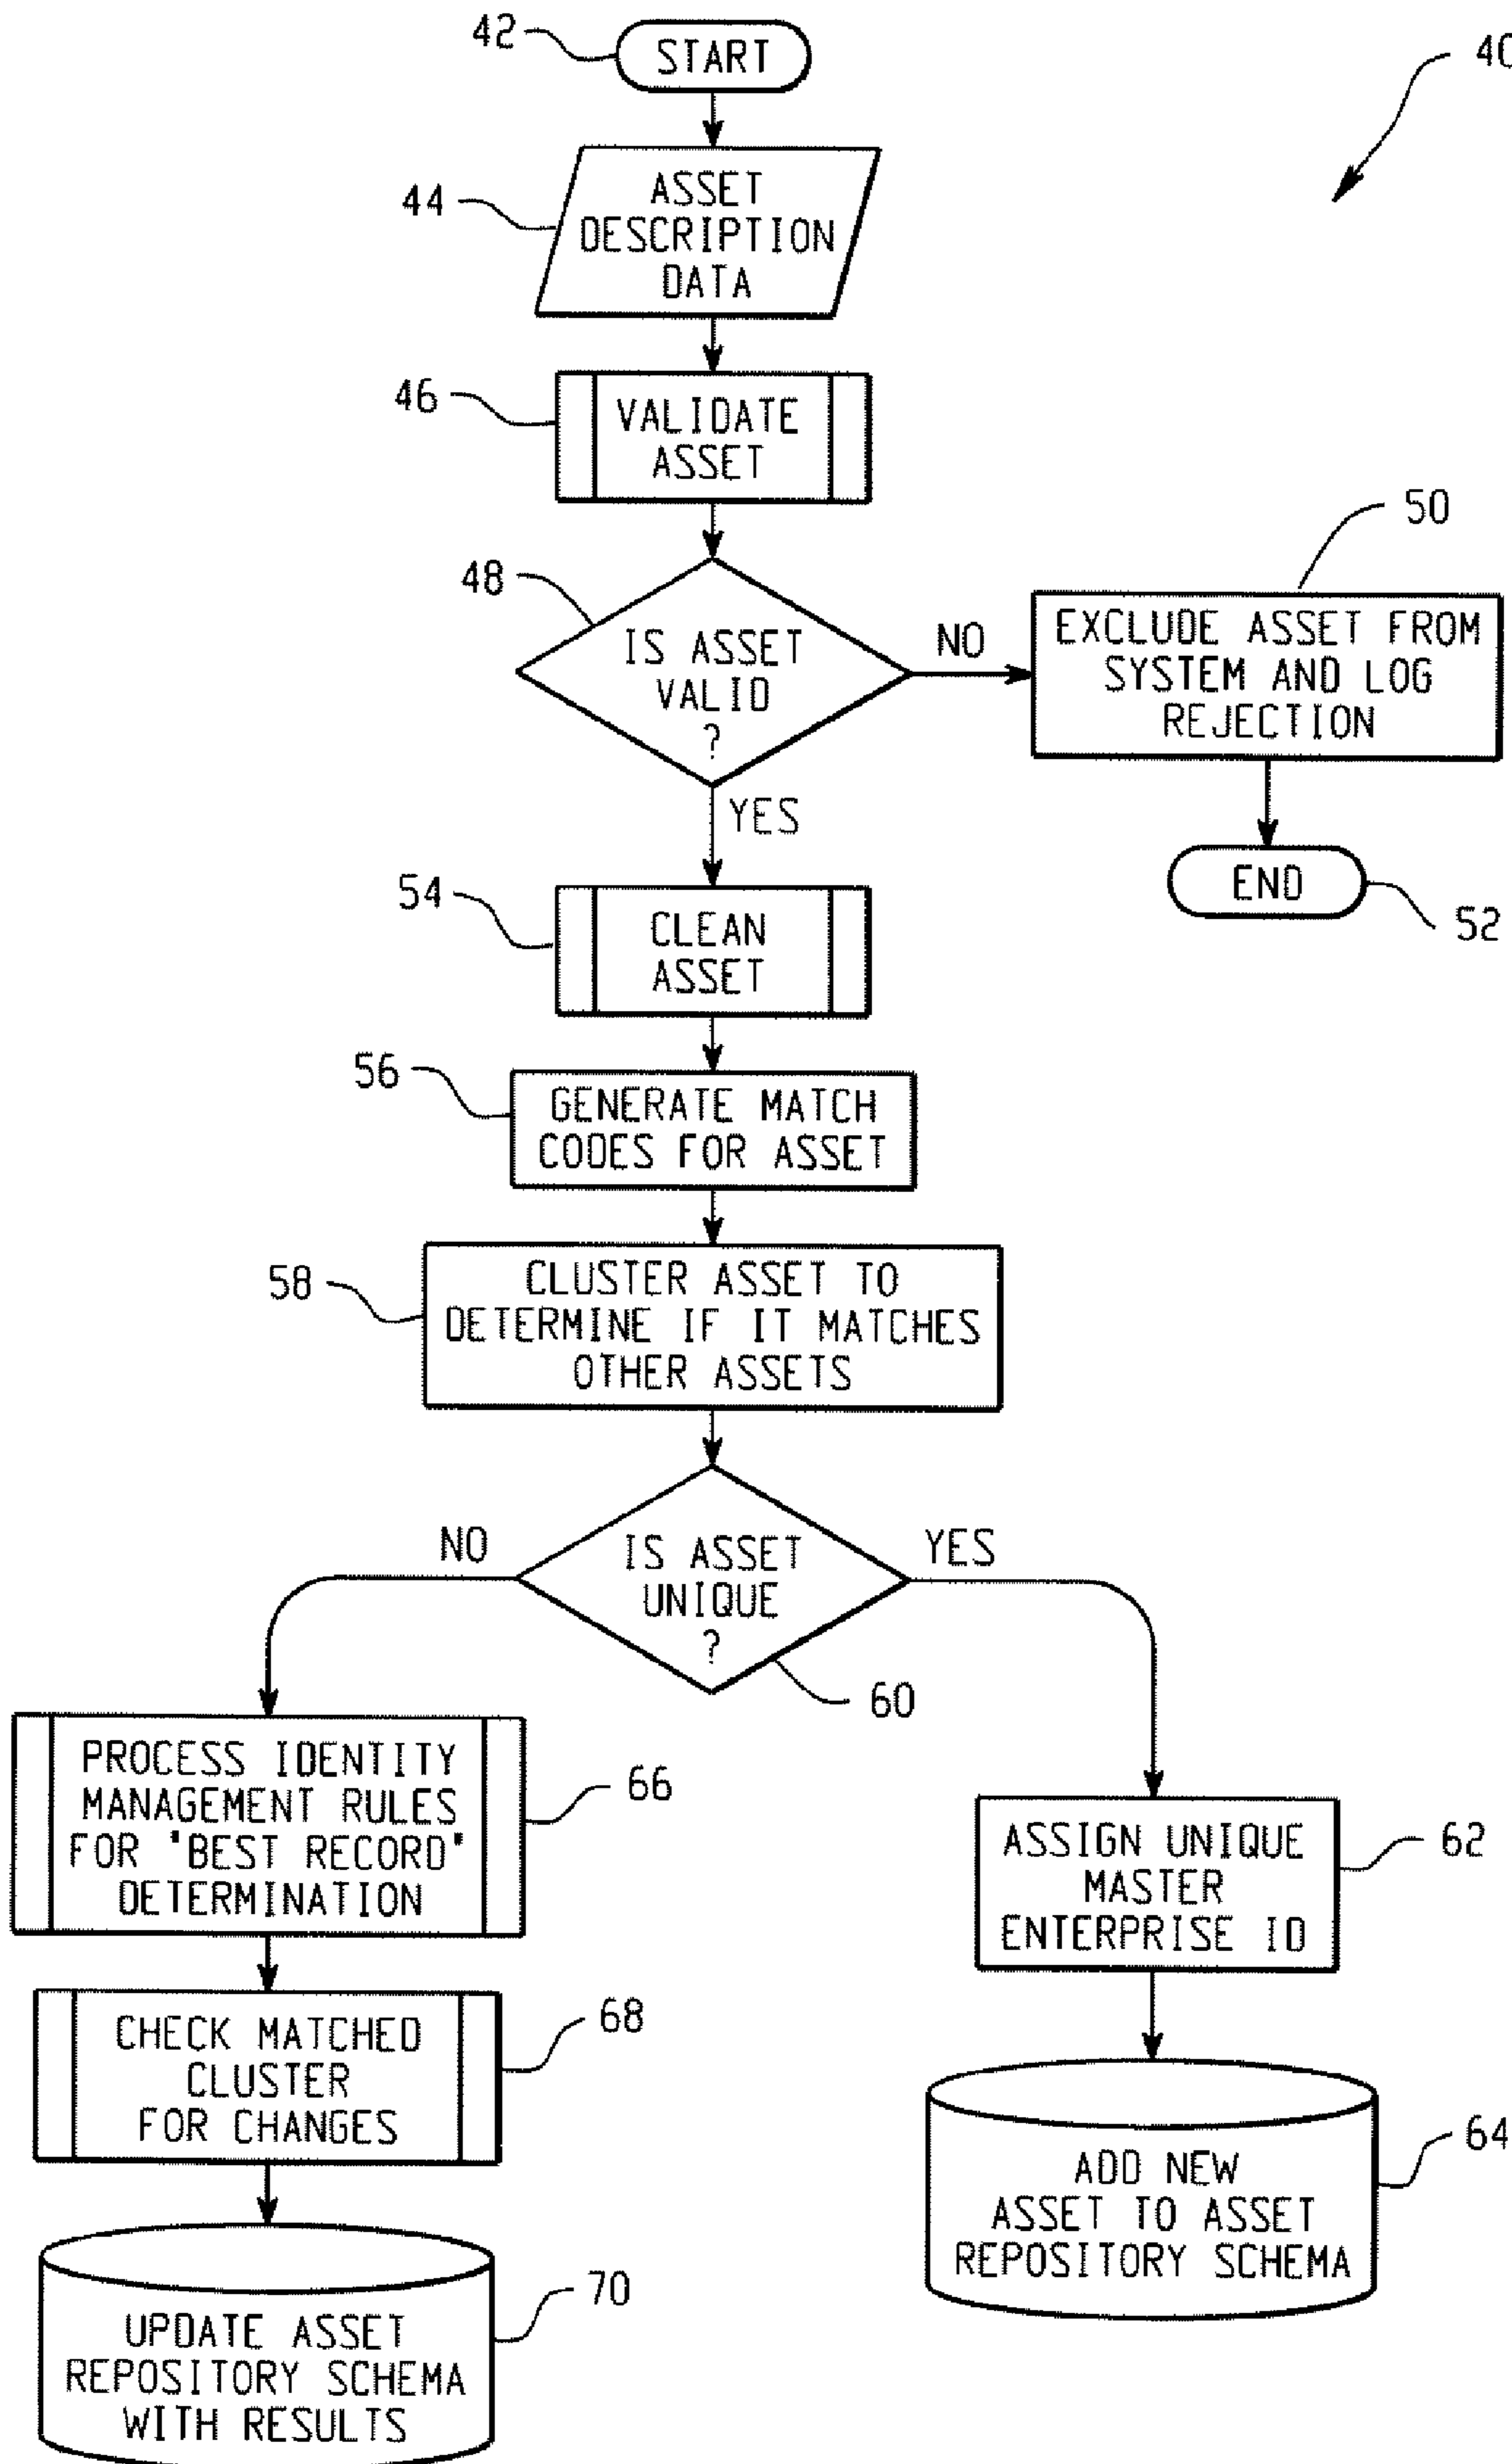 42
START
40
44
ASSET
DESCRIPTION
DATA
46
VALIDATE
ASSET
48
IS ASSET
VALID
?
NO
50
EXCLUDE ASSET FROM
SYSTEM AND LOG
REJECTION
YES
END
52
54
CLEAN
ASSET
56
GENERATE MATCH
CODES FOR ASSET
58
CLUSTER ASSET TO
DETERMINE IF IT MATCHES
OTHER ASSETS
NO
IS ASSET
UNIQUE
?
YES
60
PROCESS IDENTITY
MANAGEMENT RULES
FOR "BEST RECORD"
DETERMINATION
66
ASSIGN UNIQUE
MASTER
ENTERPRISE ID
62
CHECK MATCHED
CLUSTER
FOR CHANGES
68
ADD NEW
ASSET TO ASSET
REPOSITORY SCHEMA
64
UPDATE ASSET
REPOSITORY SCHEMA
WITH RESULTS
70